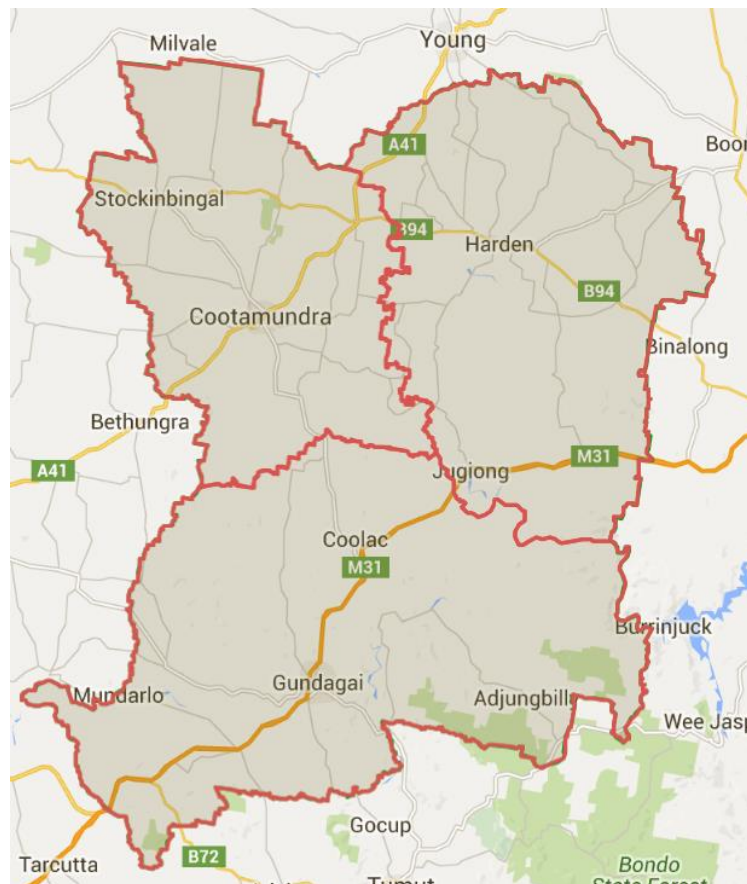 Young
Milvale
A41
Boor
Stockinbingal
B94
Harden
B94
Cootamundra
Binalong
Bethungra
M31
A41
Jugiong
Coolac
M31
Burrinjuck
Gundagai
Mundarlo
Adjungbilly
Wee Jasp
Gocup
B72
Tarcutta
Bondo
State Forest
Tumut